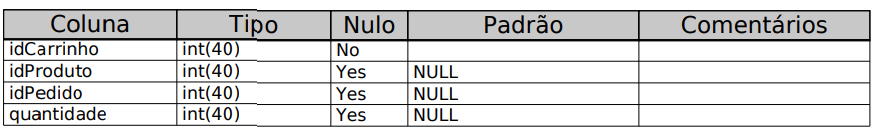 Coluna Tipo Nulo Padrão Comentários
idCarrinho int(40) No
idProduto int(40) Yes NULL
idPedido int(40) Yes NULL
quantidade int(40) Yes NULL